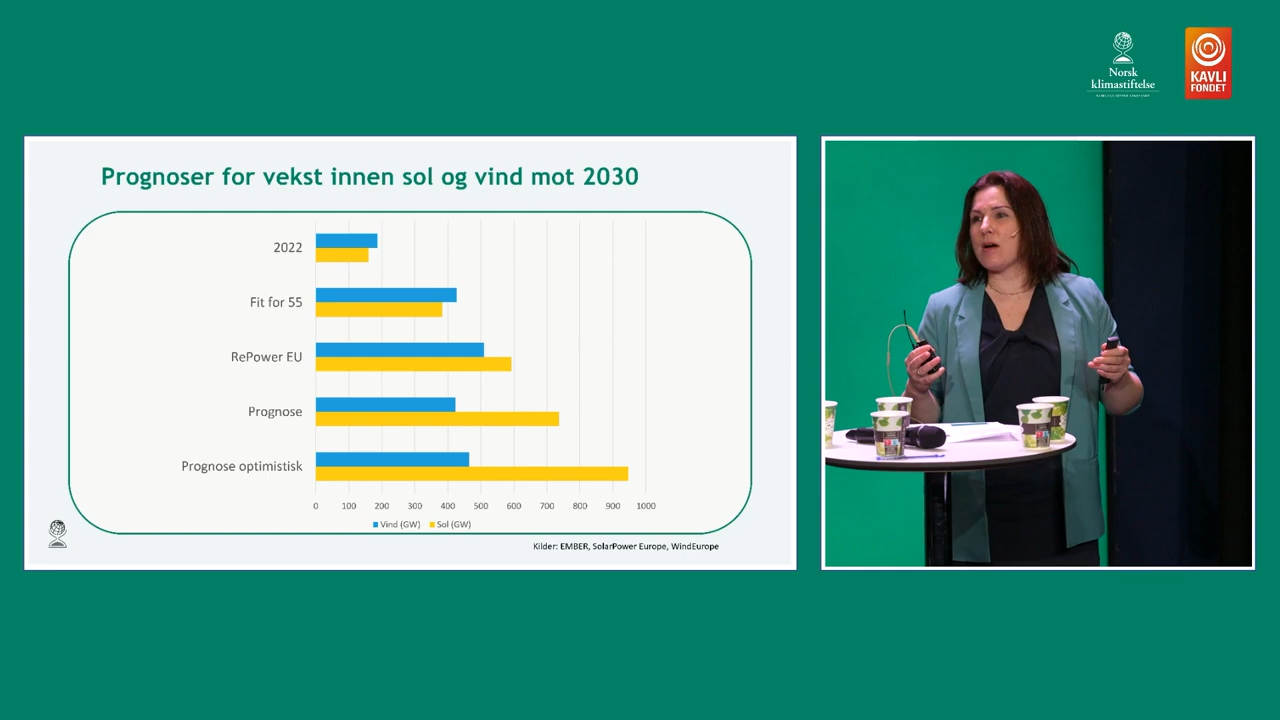 Norsk
klimastiftelse
KAVLI
FONDET
Prognoser for vekst innen sol og vind mot 2030
2022
Fit for 55
RePower EU
Prognose
Prognose optimistisk
0 100 200 300 400 500 600 700 800 900 1000
Vind (GW) Sol (GW)
Kilder: EMBER, SolarPower Europe, WindEurope